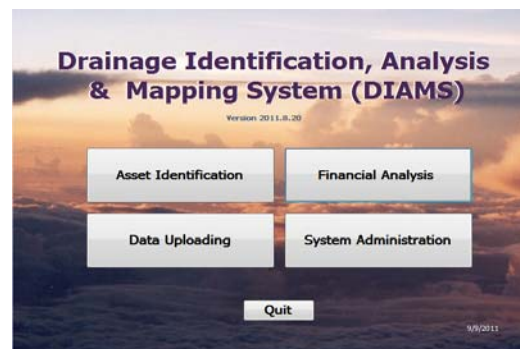 Drainage Identification, Analysis
& Mapping System (DIAMS)
Version 2011.8.20
Asset Identification
Financial Analysis
Data Uploading
System Administration
Quit
9/9/2011